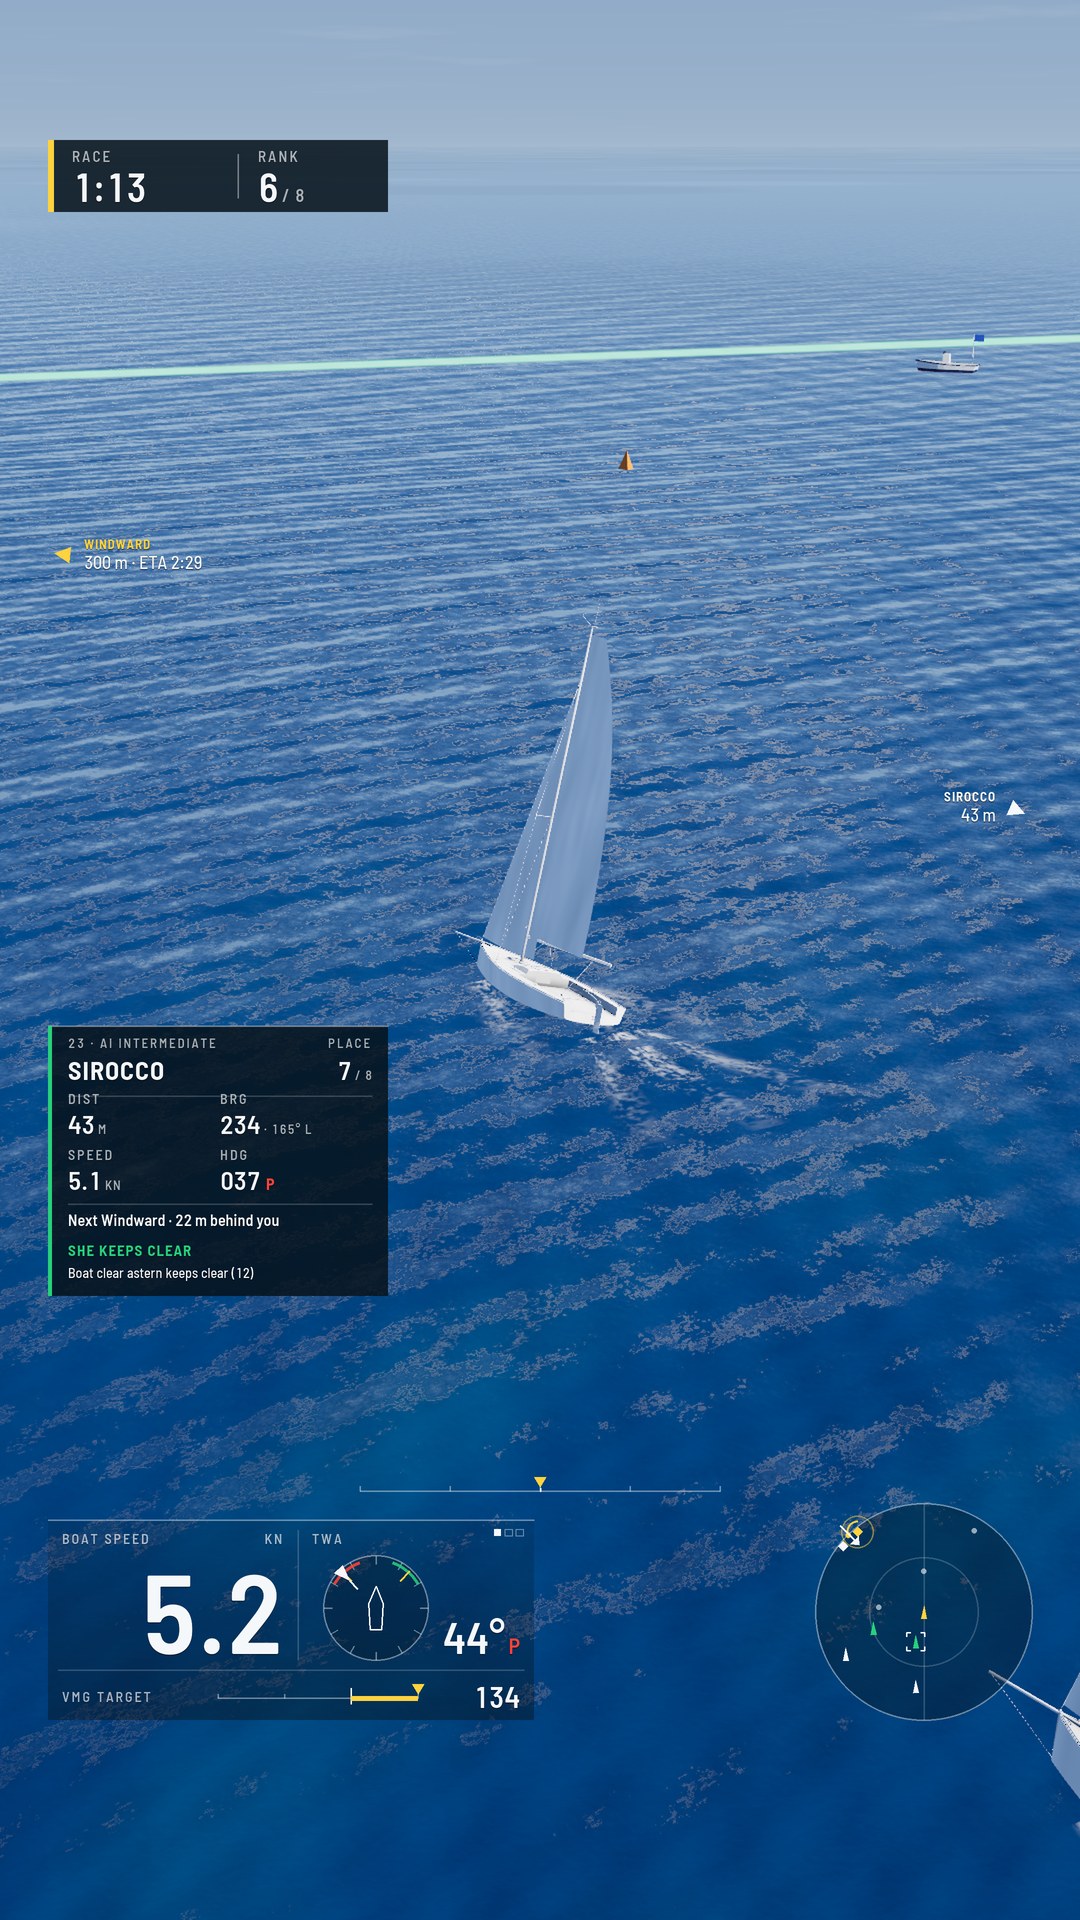 RACE RANK
1:13 6 / 8
WINDWARD
300 m · ETA 2:29
SIROCCO
43 m
23 · AI INTERMEDIATE PLACE
SIROCCO 7 / 8
DIST BRG
43 M 234 · 165° L
SPEED HDG
5.1 KN 037 P
Next Windward · 22 m behind you
SHE KEEPS CLEAR
Boat clear astern keeps clear (12)
BOAT SPEED KN TWA
5.2 44° P
VMG TARGET 134